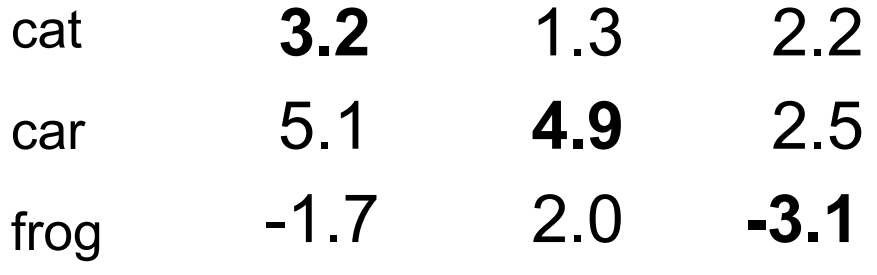 cat 3.2 1.3 2.2
car 5.1 4.9 2.5
frog -1.7 2.0 -3.1